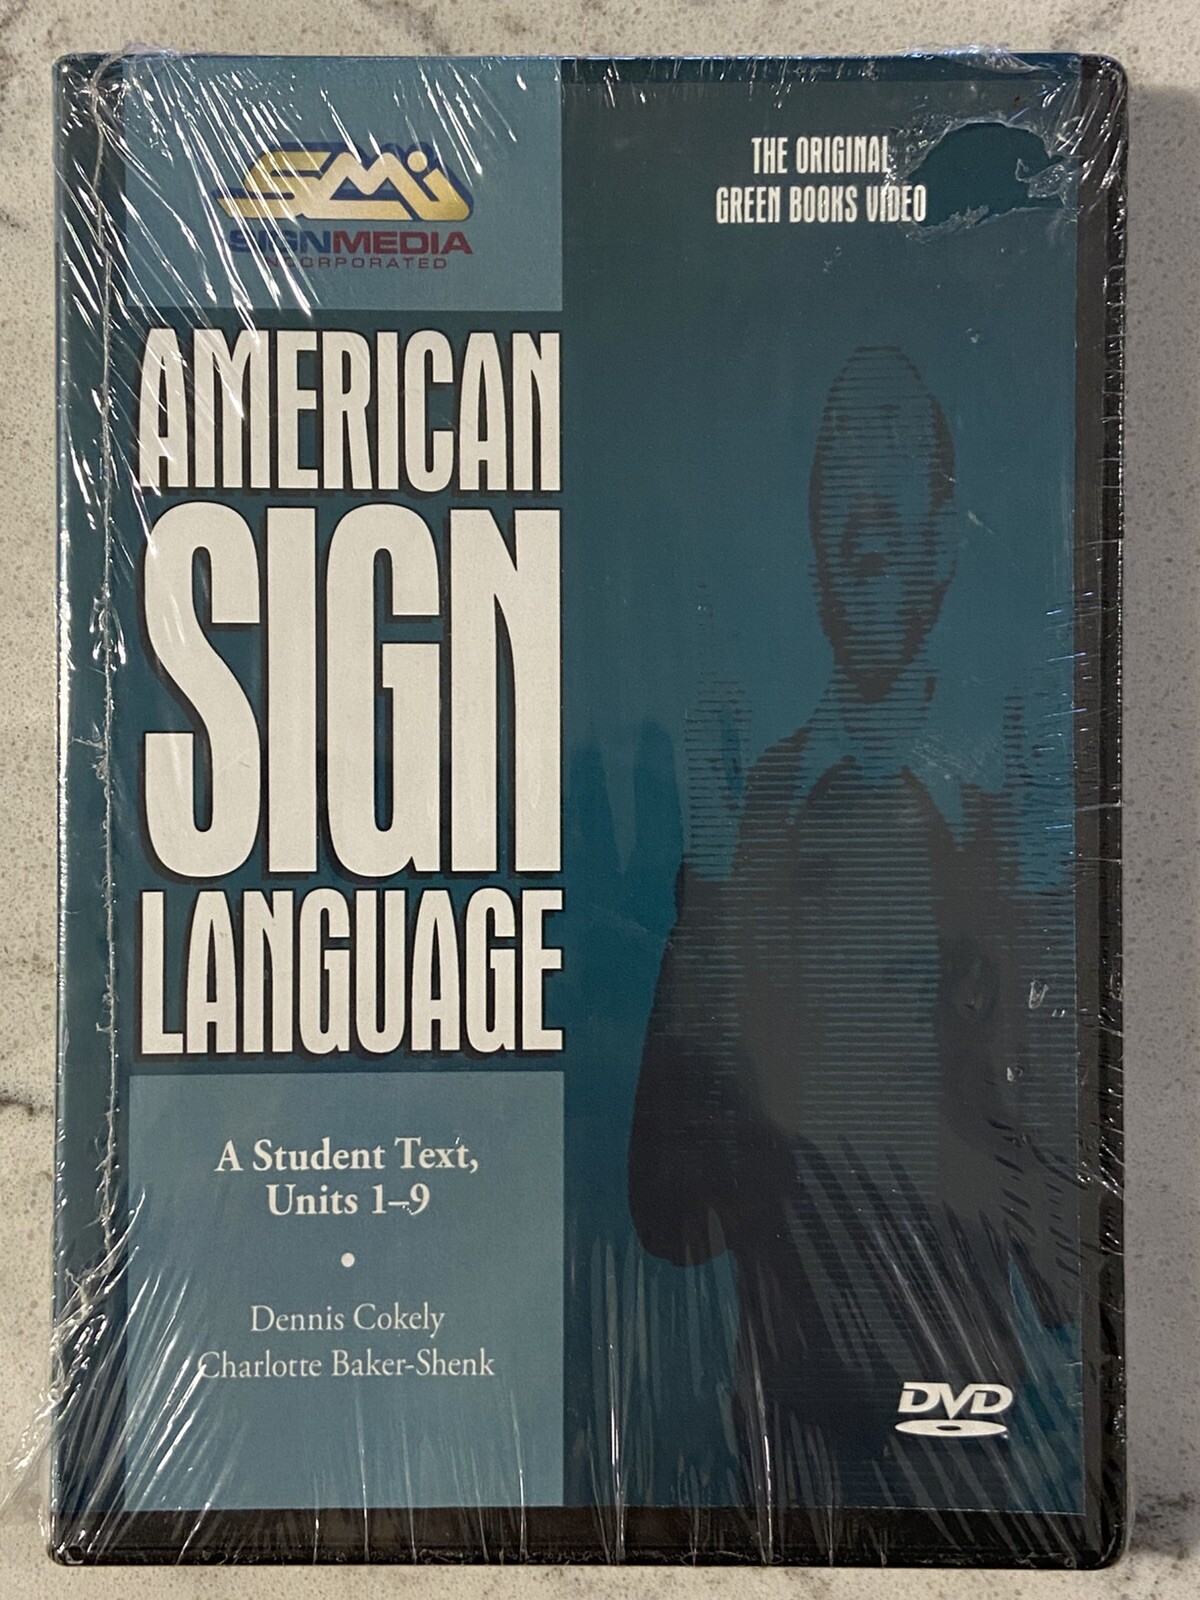 SMI
SIGNMEDIA
INCORPORATED
THE ORIGINAL
GREEN BOOKS VIDEO
AMERICAN
SIGN
LANGUAGE
A Student Text,
Units 1–9
•
Dennis Cokely
Charlotte Baker-Shenk
DVD